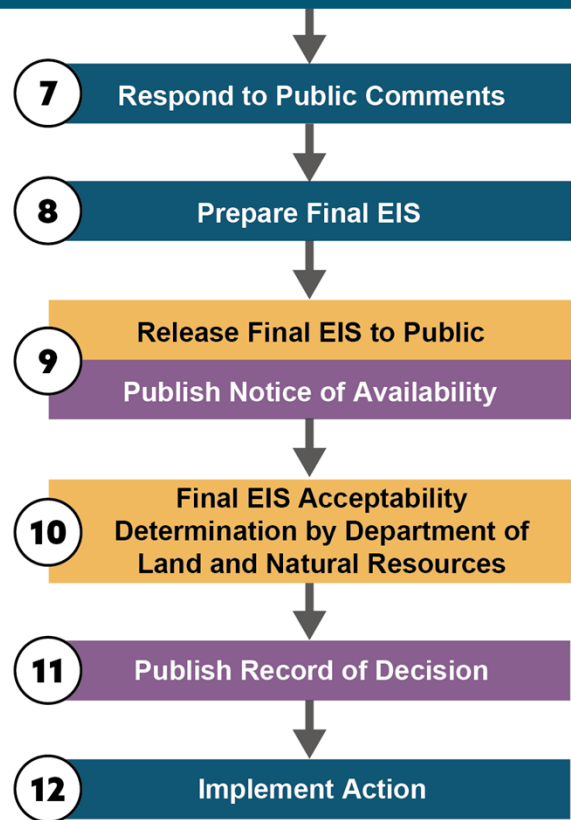 7
Respond to Public Comments
8
Prepare Final EIS
9
Release Final EIS to Public
Publish Notice of Availability
10
Final EIS Acceptability
Determination by Department of
Land and Natural Resources
11
Publish Record of Decision
12
Implement Action